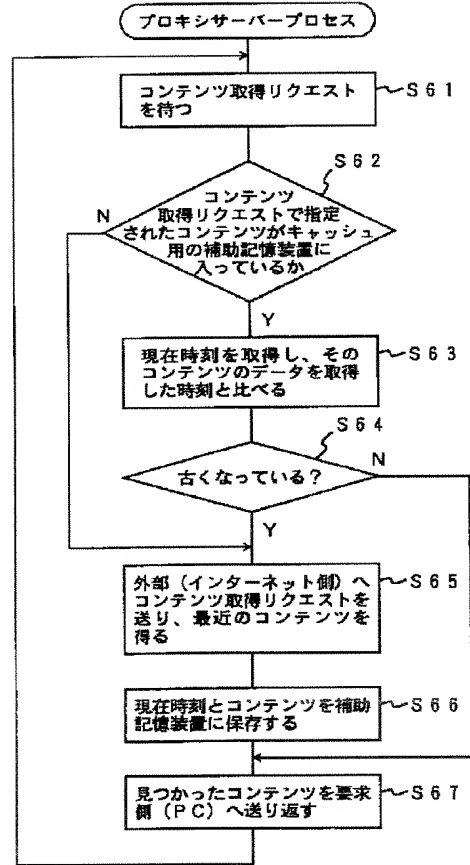 プロキシサーバープロセス
コンテンツ取得リクエスト
を待つ
S61
S62
コンテンツ
取得リクエストで指定
されたコンテンツがキャッシュ
用の補助記憶装置に
入っているか
N
Y
現在時刻を取得し、その
コンテンツのデータを取得
した時刻と比べる
S63
S64
古くなっている？
N
Y
外部（インターネット側）へ
コンテンツ取得リクエストを
送り、最近のコンテンツを
得る
S65
現在時刻とコンテンツを補助
記憶装置に保存する
S66
見つかったコンテンツを要求
側（PC）へ送り返す
S67